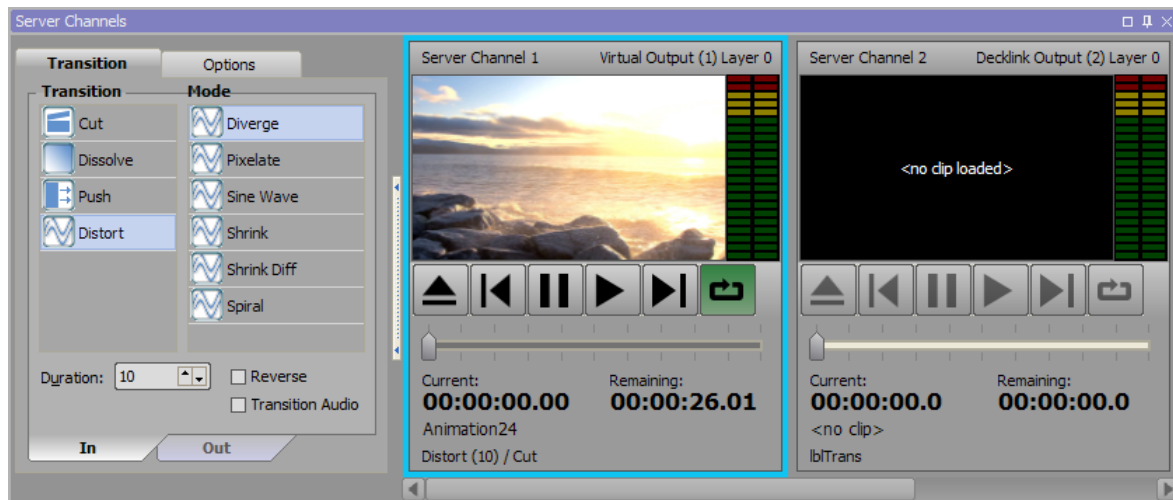 Server Channels
Transition
Options
Transition
Mode
Cut
Dissolve
Push
Distort
Diverge
Pixelate
Sine Wave
Shrink
Shrink Diff
Spiral
Duration: 10
Reverse
Transition Audio
In
Out
Server Channel 1 Virtual Output (1) Layer 0
Current: Remaining:
00:00:00.00 00:00:26.01
Animation24
Distort (10) / Cut
Server Channel 2 Decklink Output (2) Layer 0
<no clip loaded>
Current: Remaining:
00:00:00.0 00:00:00.0
<no clip>
lblTrans